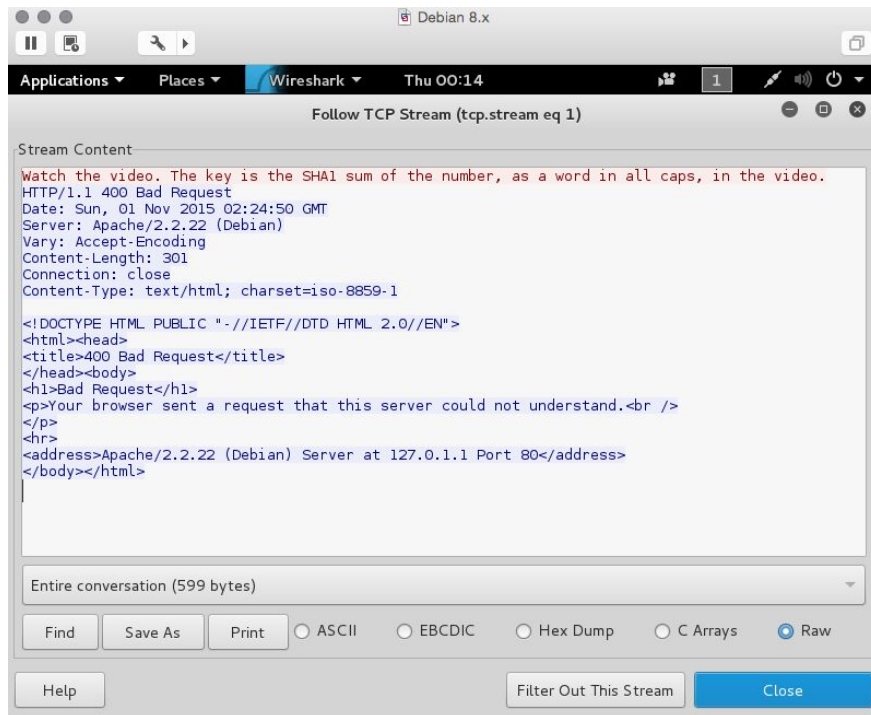 Debian 8.x
Applications Places Wireshark Thu 00:14 1
Follow TCP Stream (tcp.stream eq 1)
Stream Content
Watch the video. The key is the SHA1 sum of the number, as a word in all caps, in the video.
HTTP/1.1 400 Bad Request
Date: Sun, 01 Nov 2015 02:24:50 GMT
Server: Apache/2.2.22 (Debian)
Vary: Accept-Encoding
Content-Length: 301
Connection: close
Content-Type: text/html; charset=iso-8859-1
<!DOCTYPE HTML PUBLIC "-//IETF//DTD HTML 2.0//EN">
<html><head>
<title>400 Bad Request</title>
</head><body>
<h1>Bad Request</h1>
<p>Your browser sent a request that this server could not understand.<br />
</p>
<hr>
<address>Apache/2.2.22 (Debian) Server at 127.0.1.1 Port 80</address>
</body></html>
Entire conversation (599 bytes)
Find Save As Print ASCII EBCDIC Hex Dump C Arrays Raw
Help Filter Out This Stream Close